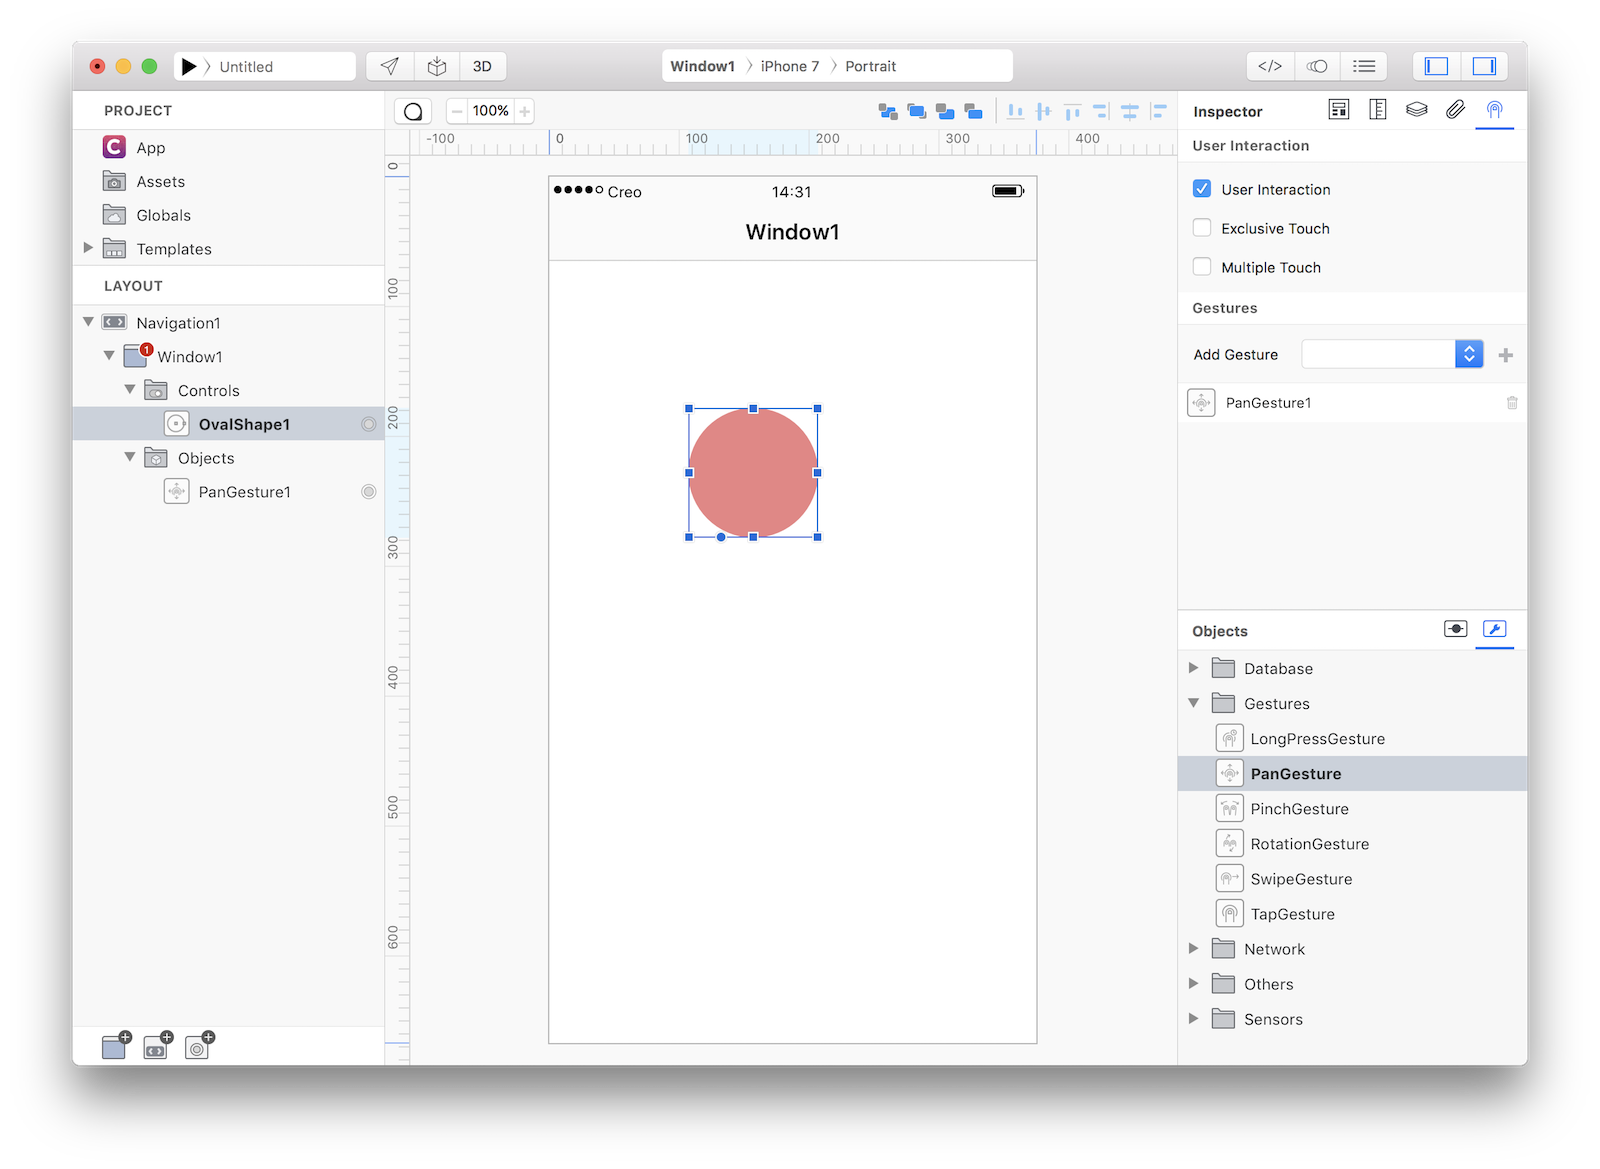 Untitled
3D
Window1 iPhone 7 Portrait
</>
PROJECT
App
Assets
Globals
Templates
LAYOUT
Navigation1
1
Window1
Controls
OvalShape1
Objects
PanGesture1
100%
-100 0 100 200 300 400
0
100
200
300
400
500
600
Creo 14:31
Window1
Inspector
User Interaction
User Interaction
Exclusive Touch
Multiple Touch
Gestures
Add Gesture
PanGesture1
Objects
Database
Gestures
LongPressGesture
PanGesture
PinchGesture
RotationGesture
SwipeGesture
TapGesture
Network
Others
Sensors